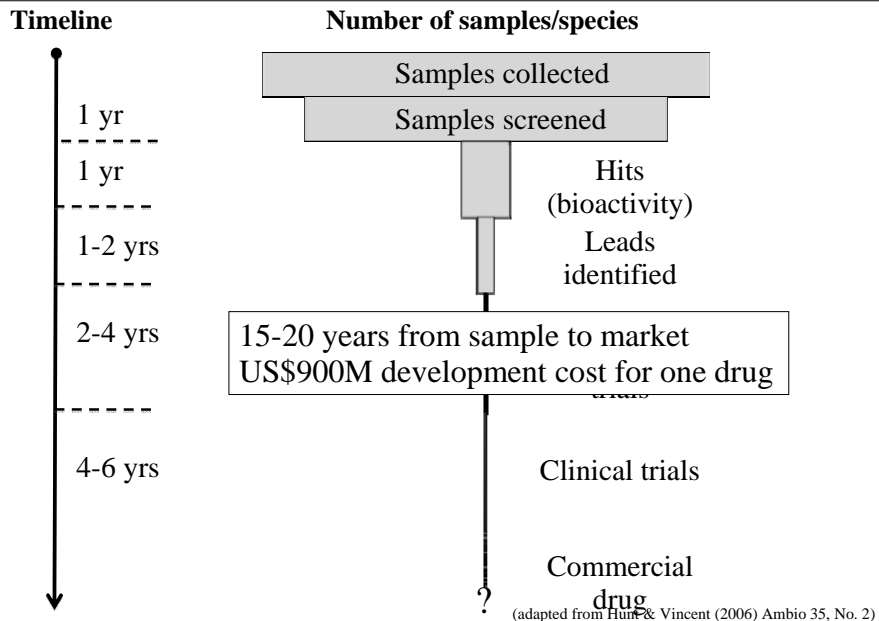 Timeline
Number of samples/species
Samples collected
1 yr
Samples screened
1 yr
Hits
(bioactivity)
1-2 yrs
Leads
identified
2-4 yrs
15-20 years from sample to market
US$900M development cost for one drug
trials
4-6 yrs
Clinical trials
Commercial
drug
?
(adapted from Hunt & Vincent (2006) Ambio 35, No. 2)